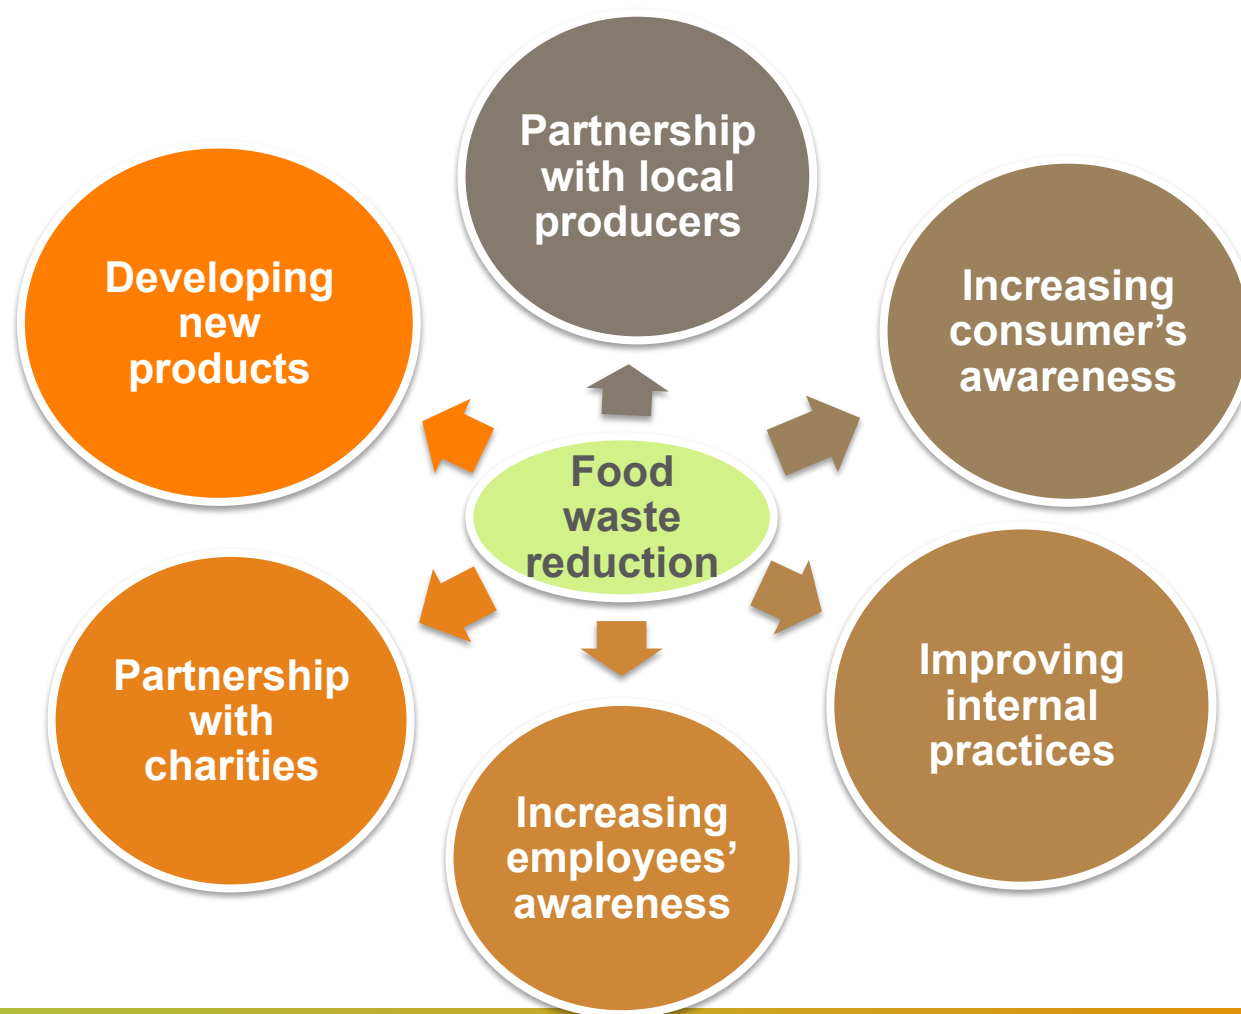 Partnership
with local
producers
Increasing
consumer’s
awareness
Improving
internal
practices
Increasing
employees’
awareness
Partnership
with
charities
Developing
new
products
Food
waste
reduction